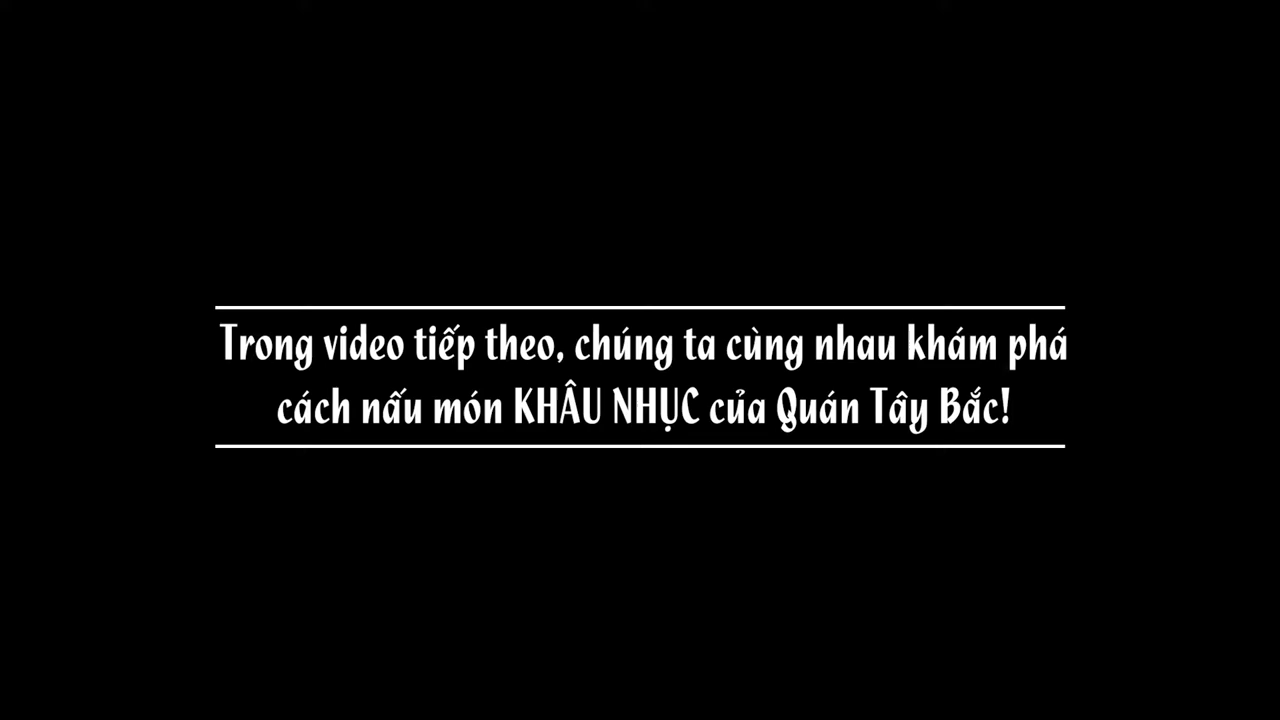 Trong video tiếp theo, chúng ta cùng nhau khám phá
cách nấu món KHÂU NHỤC của Quán Tây Bắc!